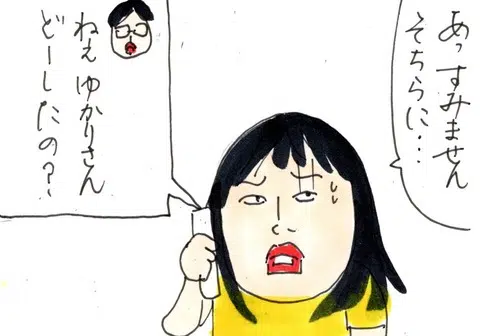 あっすみません
そちらに…
ねぇゆかりさん
どーしたの?